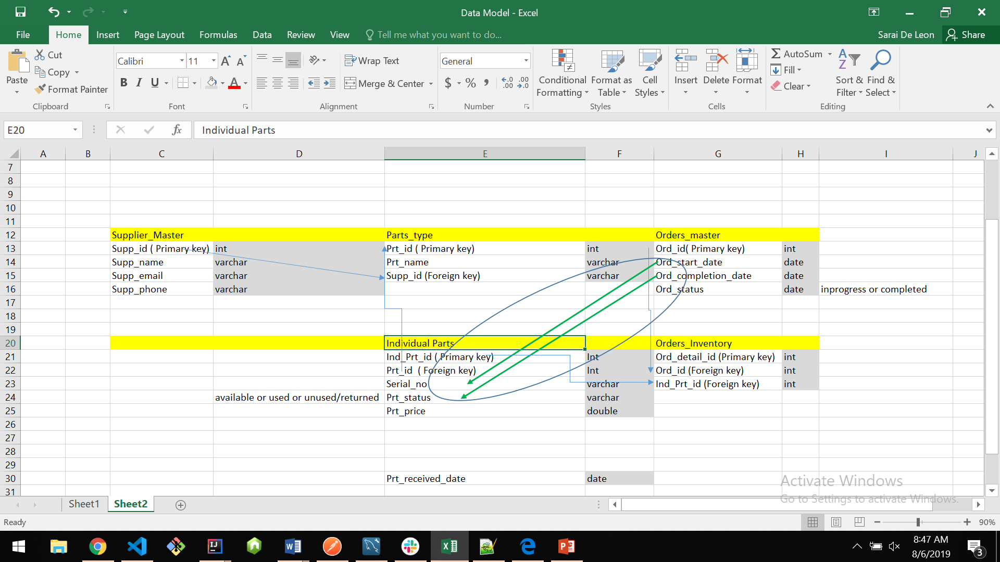 Data Model - Excel
File Home Insert Page Layout Formulas Data Review View Tell me what you want to do... Sarai De Leon Share
Paste Cut
Copy
Format Painter
Clipboard
Calibri 11 A A
B I U A
Font
Wrap Text
Merge & Center
Alignment
General
$ % , .0 .00 .00 .0
Number
Conditional Formatting
Format as Table
Cell Styles
Styles
Insert Delete Format
Cells
AutoSum
Fill
Clear
Sort & Filter
Find & Select
Editing
E20 fx Individual Parts
A B C D E F G H I J
7
8
9
10
11
12 Supplier_Master Parts_type Orders_master
13 Supp_id ( Primary key) int Prt_id ( Primary key) int Ord_id( Primary key) int
14 Supp_name varchar Prt_name varchar Ord_start_date date
15 Supp_email varchar Supp_id (Foreign key) varchar Ord_completion_date date
16 Supp_phone varchar Ord_status date inprogress or completed
17
18
19
20 Individual Parts Orders_Inventory
21 Ind_Prt_id ( Primary key) Int Ord_detail_id (Primary key) int
22 Prt_id ( Foreign key) Int Ord_id (Foreign key) int
23 Serial_no varchar Ind_Prt_id (Foreign key) int
24 available or used or unused/returned Prt_status varchar
25 Prt_price double
26
27
28
29
30 Prt_received_date date
31
Activate Windows
Go to Settings to activate Windows.
Sheet1 Sheet2
Ready 90%
8:47 AM
8/6/2019
3